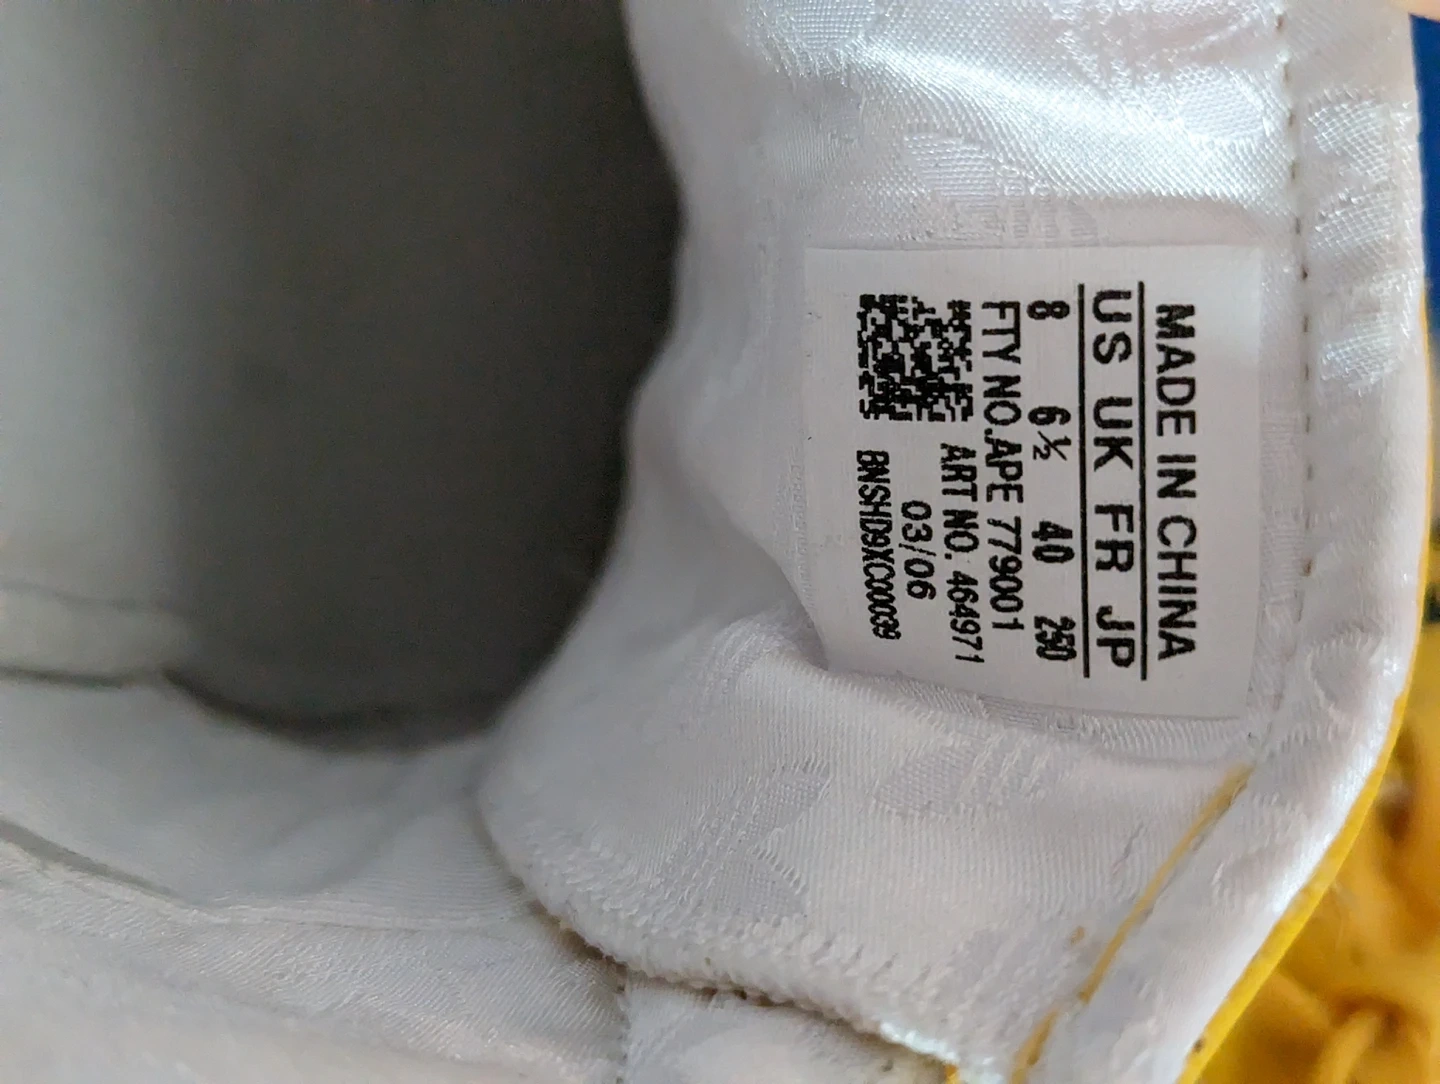 MADE IN CHINA
US UK FR JP
8 6½ 40 250
FTY NO.APE 779001
ART NO. 464971
03/06
BNSHD9XC000039